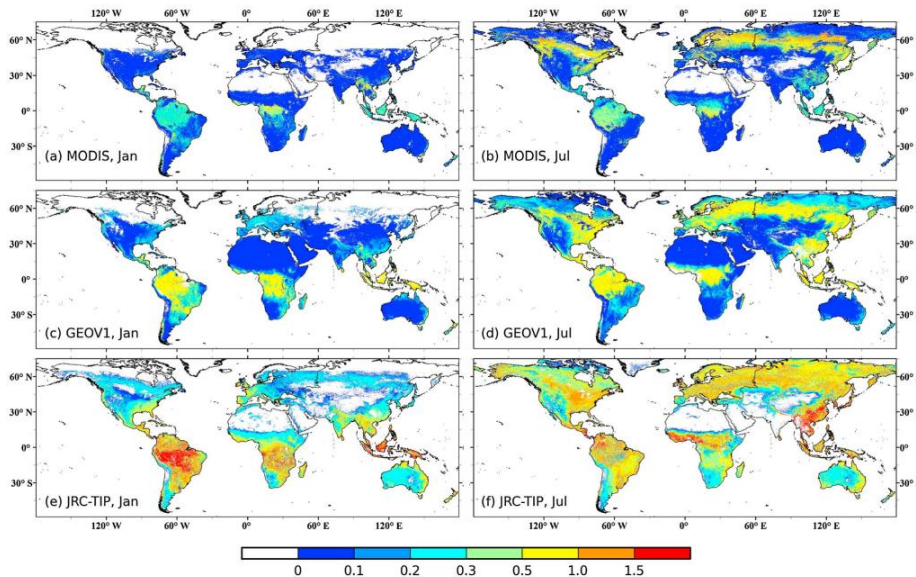 120° W 60° W 0° 60° E 120° E
120° W 60° W 0° 60° E 120° E
60° N
30° N
0°
30° S
(a) MODIS, Jan
60° N
30° N
0°
30° S
(b) MODIS, Jul
60° N
30° N
0°
30° S
(c) GEOV1, Jan
60° N
30° N
0°
30° S
(d) GEOV1, Jul
60° N
30° N
0°
30° S
(e) JRC-TIP, Jan
60° N
30° N
0°
30° S
(f) JRC-TIP, Jul
120° W 60° W 0° 60° E 120° E
120° W 60° W 0° 60° E 120° E
0 0.1 0.2 0.3 0.5 1.0 1.5